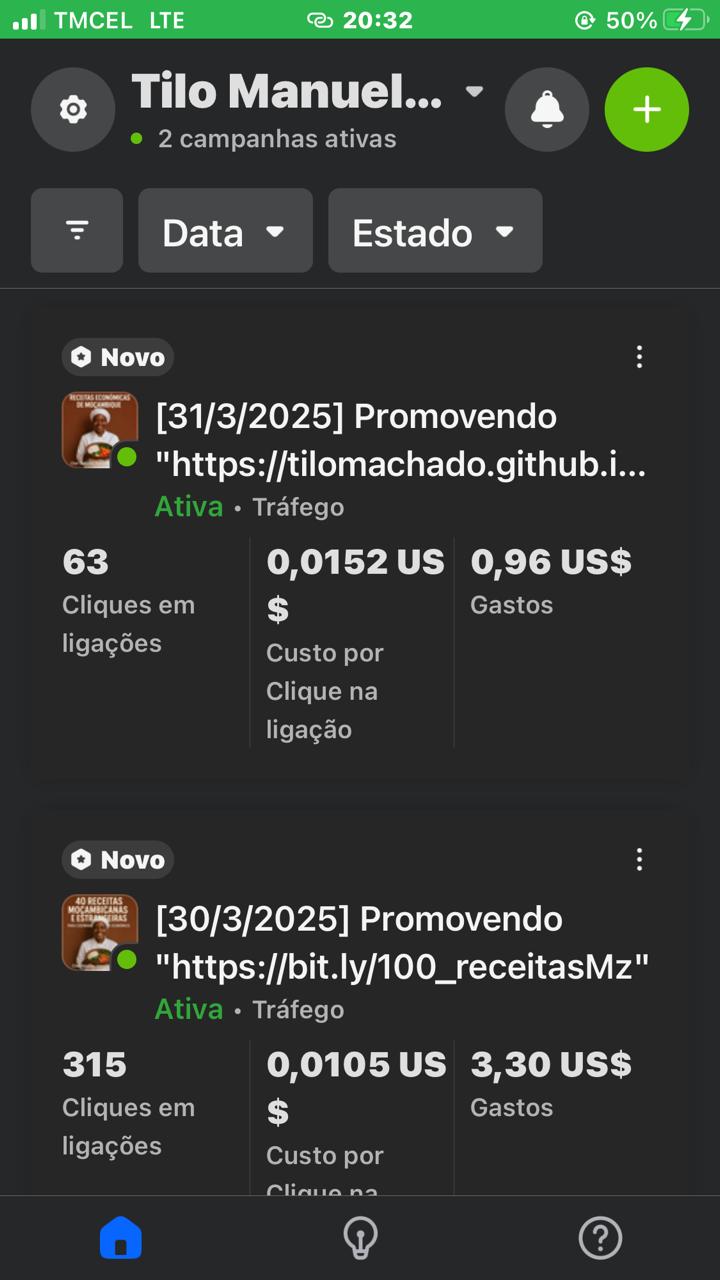 TMCEL LTE 20:32 50%
Tilo Manuel...
2 campanhas ativas
Data Estado
Novo
RECEITAS ECONÔMICAS
DE MOÇAMBIQUE
[31/3/2025] Promovendo
"https://tilomachado.github.i...
Ativa • Tráfego
63
Cliques em
ligações
0,0152 US
$
Custo por
Clique na
ligação
0,96 US$
Gastos
Novo
40 RECEITAS
MOÇAMBICANAS
E ESTRANGEIRAS
[30/3/2025] Promovendo
"https://bit.ly/100_receitasMz"
Ativa • Tráfego
315
Cliques em
ligações
0,0105 US
$
Custo por
Clique na
3,30 US$
Gastos